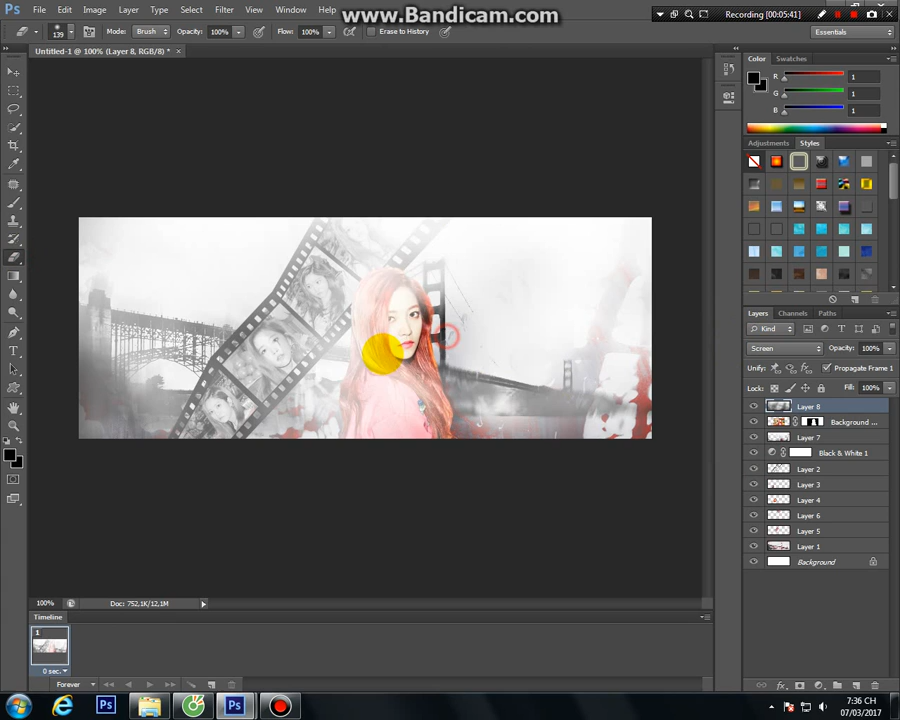 www.Bandicam.com
Recording [00:05:41]
Ps File Edit Image Layer Type Select Filter View Window Help
139 Mode: Brush Opacity: 100% Flow: 100% Erase to History Essentials
Untitled-1 @ 100% (Layer 8, RGB/8) * ×
Color Swatches
R 1
G 1
B 1
Adjustments Styles
Layers Channels Paths
Kind
Screen Opacity: 100%
Unify: Propagate Frame 1
Lock: Fill: 100%
Layer 8
Background ...
Layer 7
Black & White 1
Layer 2
Layer 3
Layer 4
Layer 6
Layer 5
Layer 1
Background
100% Doc: 752,1K/12,1M
Timeline
1
0 sec.
Forever
Ps Ps
7:36 CH
07/03/2017